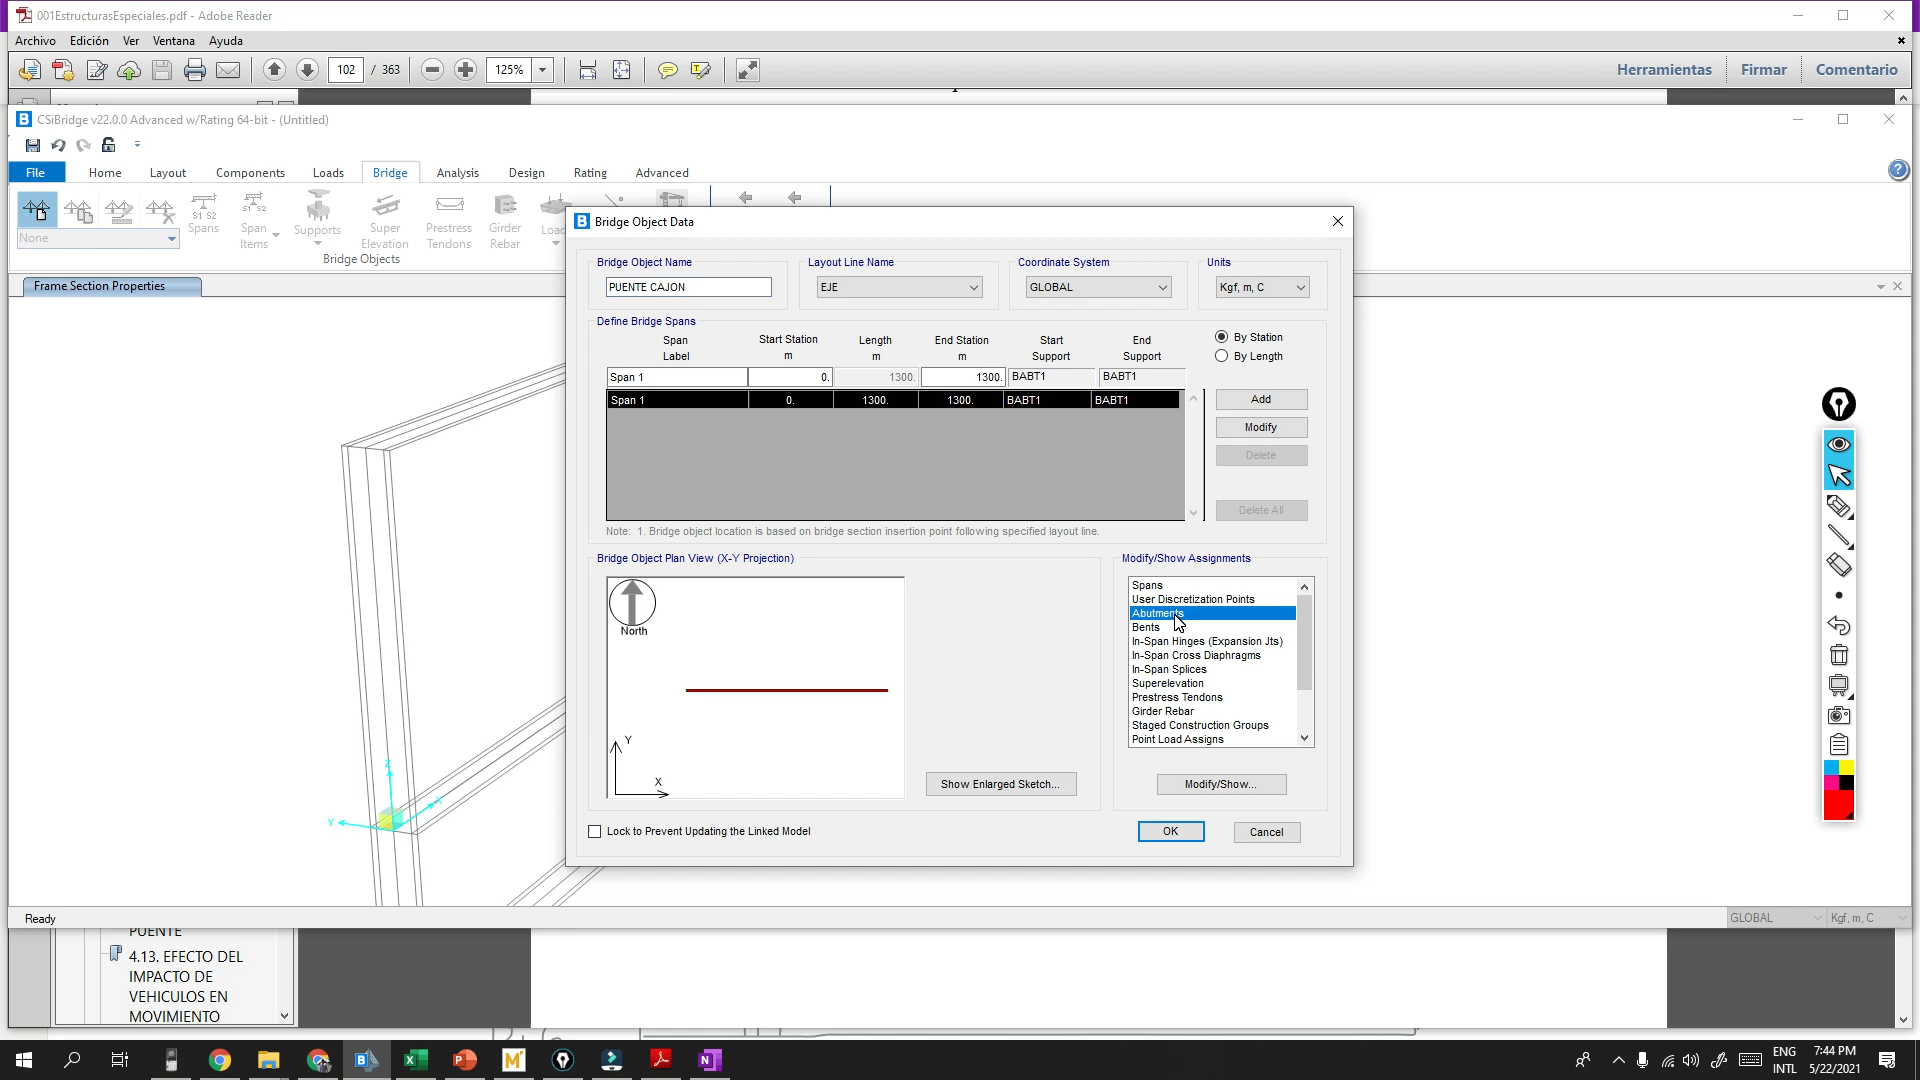 001EstructurasEspeciales.pdf - Adobe Reader
Archivo Edición Ver Ventana Ayuda
102 / 363 125% Herramientas Firmar Comentario
CSiBridge v22.0.0 Advanced w/Rating 64-bit - (Untitled)
File Home Layout Components Loads Bridge Analysis Design Rating Advanced
None
Spans
Span Items
Supports
Super Elevation
Prestress Tendons
Girder Rebar
Bridge Objects
Frame Section Properties
Bridge Object Data
Bridge Object Name Layout Line Name Coordinate System Units
PUENTE CAJON EJE GLOBAL Kgf, m, C
Define Bridge Spans
Span Label Start Station m Length m End Station m Start Support End Support
By Station
By Length
Span 1 0. 1300. 1300. BABT1 BABT1
Span 1 0. 1300. 1300. BABT1 BABT1
Add
Modify
Delete
Delete All
Note: 1. Bridge object location is based on bridge section insertion point following specified layout line.
Bridge Object Plan View (X-Y Projection)
North
Y
X
Show Enlarged Sketch...
Modify/Show Assignments
Spans
User Discretization Points
Abutments
Bents
In-Span Hinges (Expansion Jts)
In-Span Cross Diaphragms
In-Span Splices
Superelevation
Prestress Tendons
Girder Rebar
Staged Construction Groups
Point Load Assigns
Modify/Show...
Lock to Prevent Updating the Linked Model
OK Cancel
Z
X
Y
Ready GLOBAL Kgf, m, C
PUENTE
4.13. EFECTO DEL
IMPACTO DE
VEHICULOS EN
MOVIMIENTO
ENG 7:44 PM
INTL 5/22/2021